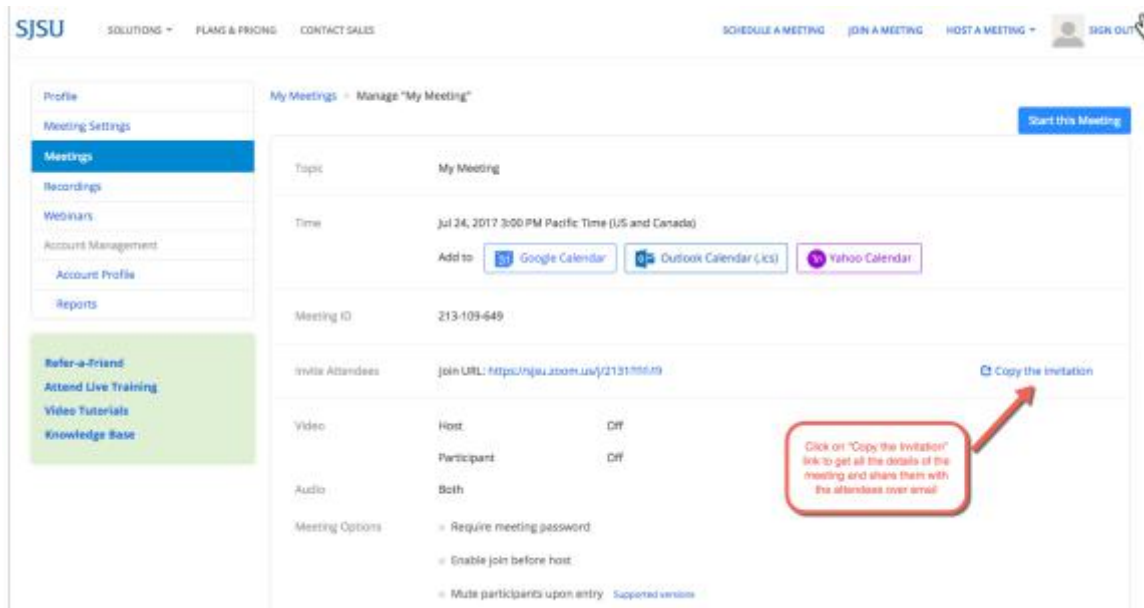 SJSU SOLUTIONS PLANS & PRICING CONTACT SALES SCHEDULE A MEETING JOIN A MEETING HOST A MEETING SIGN OUT
Profile
Meeting Settings
Meetings
Recordings
Webinars
Account Management
Account Profile
Reports
Refer-a-Friend
Attend Live Training
Video Tutorials
Knowledge Base
My Meetings > Manage "My Meeting"
Start this Meeting
Topic My Meeting
Time Jul 24, 2017 3:00 PM Pacific Time (US and Canada)
Add to Google Calendar Outlook Calendar (.ics) Yahoo Calendar
Meeting ID 213-109-649
Invite Attendees Join URL: Copy the Invitation
Video Host Off
Participant Off
Audio Both
Meeting Options Require meeting password
Enable join before host
Mute participants upon entry Supported versions
Click on "Copy the Invitation"
link to get all the details of the
meeting and share them with
the attendees over email